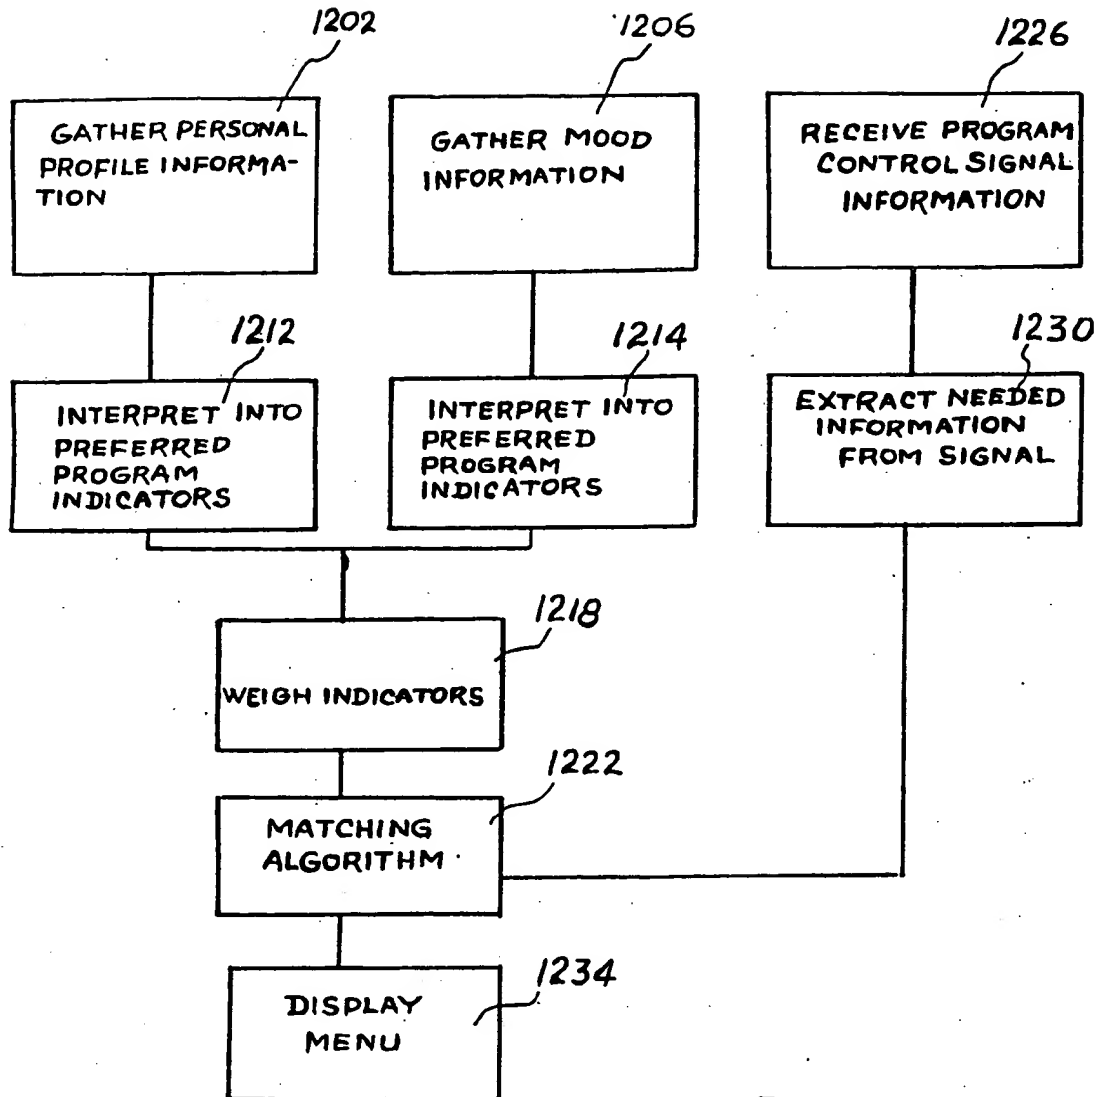 1202
1206
1226
GATHER PERSONAL
PROFILE INFORMA-
TION
GATHER MOOD
INFORMATION
RECEIVE PROGRAM
CONTROL SIGNAL
INFORMATION
1212
1214
1230
INTERPRET INTO
PREFERRED
PROGRAM
INDICATORS
INTERPRET INTO
PREFERRED
PROGRAM
INDICATORS
EXTRACT NEEDED
INFORMATION
FROM SIGNAL
1218
WEIGH INDICATORS
1222
MATCHING
ALGORITHM
1234
DISPLAY
MENU